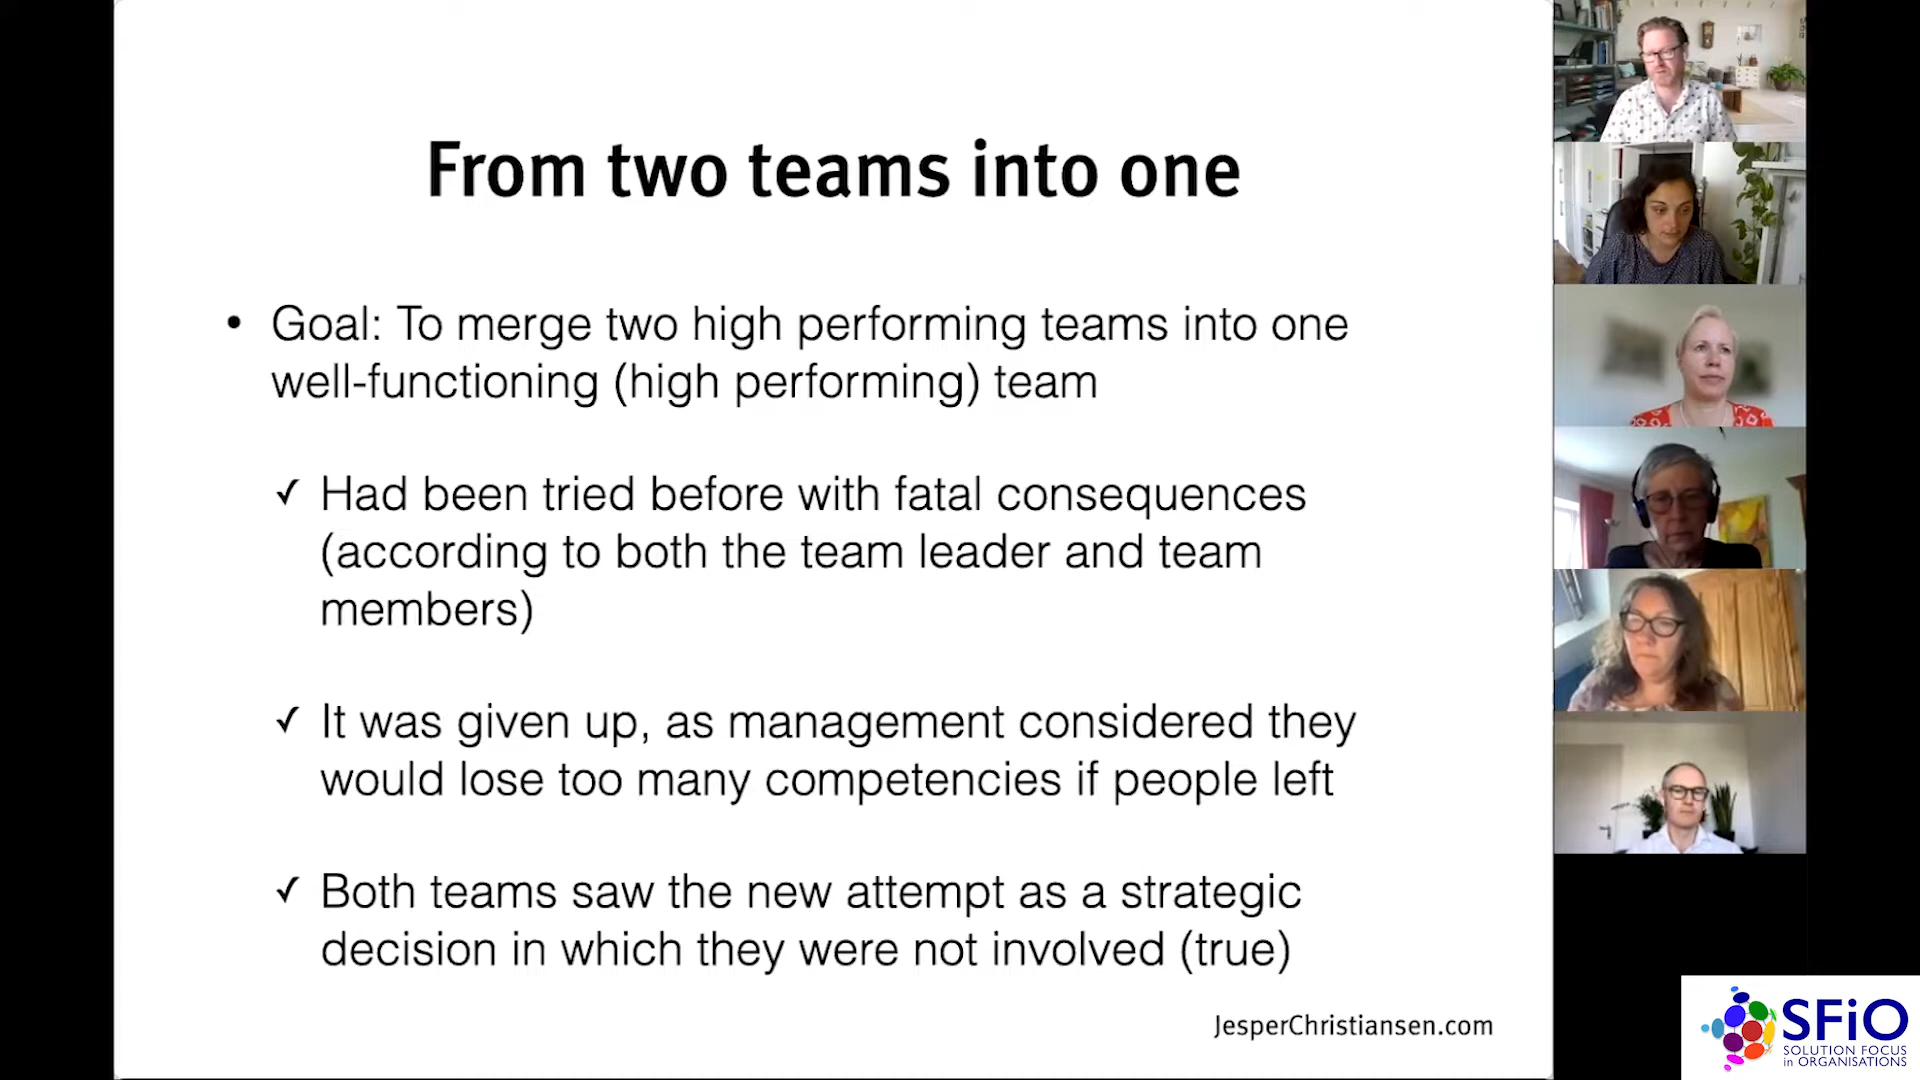 From two teams into one
• Goal: To merge two high performing teams into one
well-functioning (high performing) team
✓ Had been tried before with fatal consequences
(according to both the team leader and team
members)
✓ It was given up, as management considered they
would lose too many competencies if people left
✓ Both teams saw the new attempt as a strategic
decision in which they were not involved (true)
JesperChristiansen.com
SFiO
SOLUTION FOCUS
in ORGANISATIONS